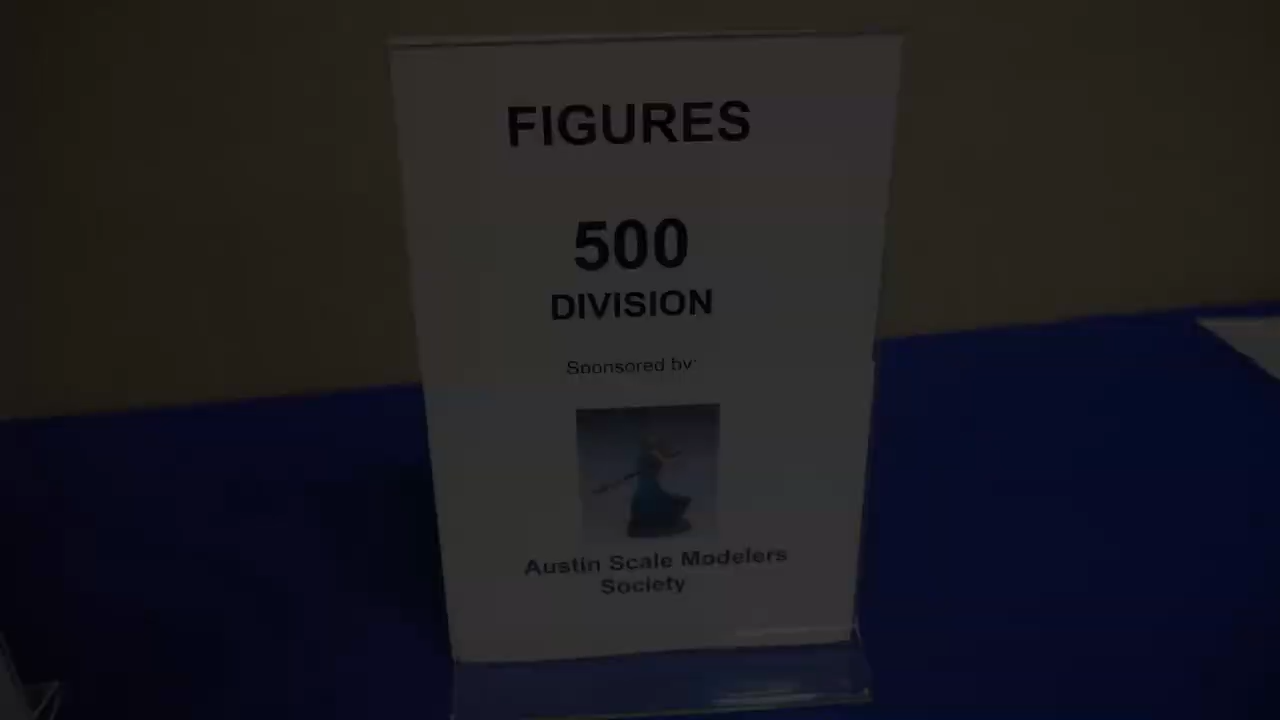 FIGURES
500
DIVISION
Sponsored by:
Austin Scale Modelers
Society